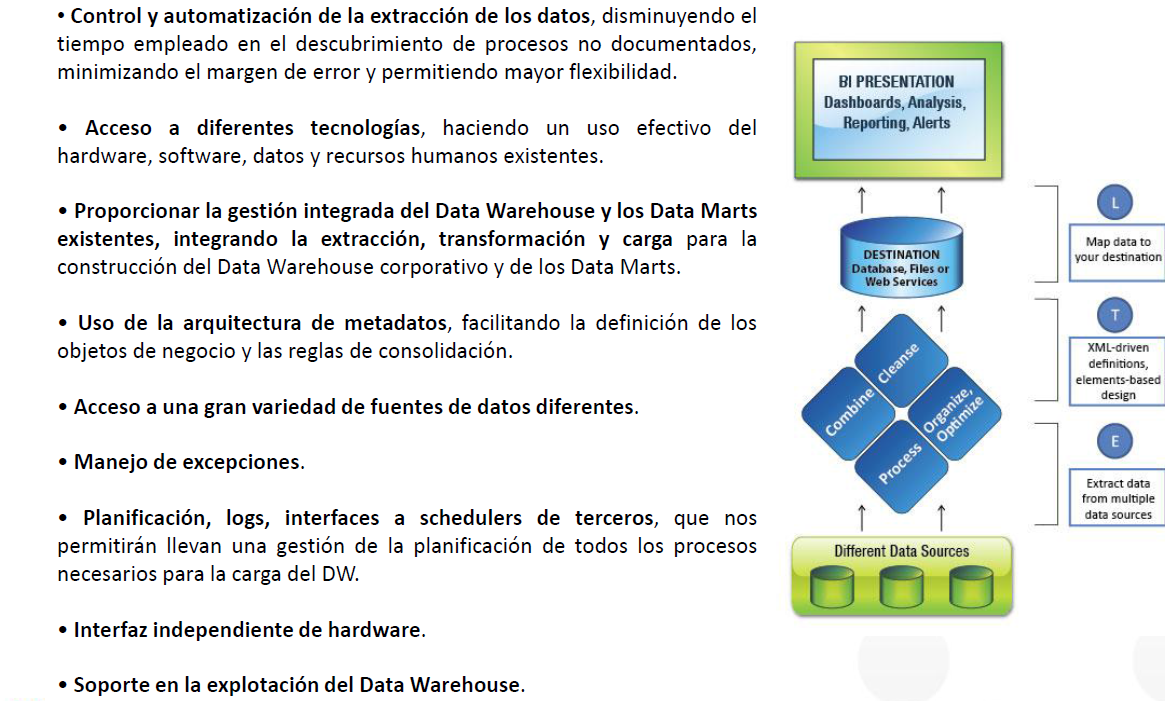 • Control y automatización de la extracción de los datos, disminuyendo el
tiempo empleado en el descubrimiento de procesos no documentados,
minimizando el margen de error y permitiendo mayor flexibilidad.
• Acceso a diferentes tecnologías, haciendo un uso efectivo del
hardware, software, datos y recursos humanos existentes.
• Proporcionar la gestión integrada del Data Warehouse y los Data Marts
existentes, integrando la extracción, transformación y carga para la
construcción del Data Warehouse corporativo y de los Data Marts.
• Uso de la arquitectura de metadatos, facilitando la definición de los
objetos de negocio y las reglas de consolidación.
• Acceso a una gran variedad de fuentes de datos diferentes.
• Manejo de excepciones.
• Planificación, logs, interfaces a schedulers de terceros, que nos
permitirán llevan una gestión de la planificación de todos los procesos
necesarios para la carga del DW.
• Interfaz independiente de hardware.
• Soporte en la explotación del Data Warehouse.
BI PRESENTATION
Dashboards, Analysis,
Reporting, Alerts
DESTINATION
Database, Files or
Web Services
Cleanse
Combine
Organize,
Optimize
Process
Different Data Sources
L
Map data to
your destination
T
XML-driven
definitions,
elements-based
design
E
Extract data
from multiple
data sources